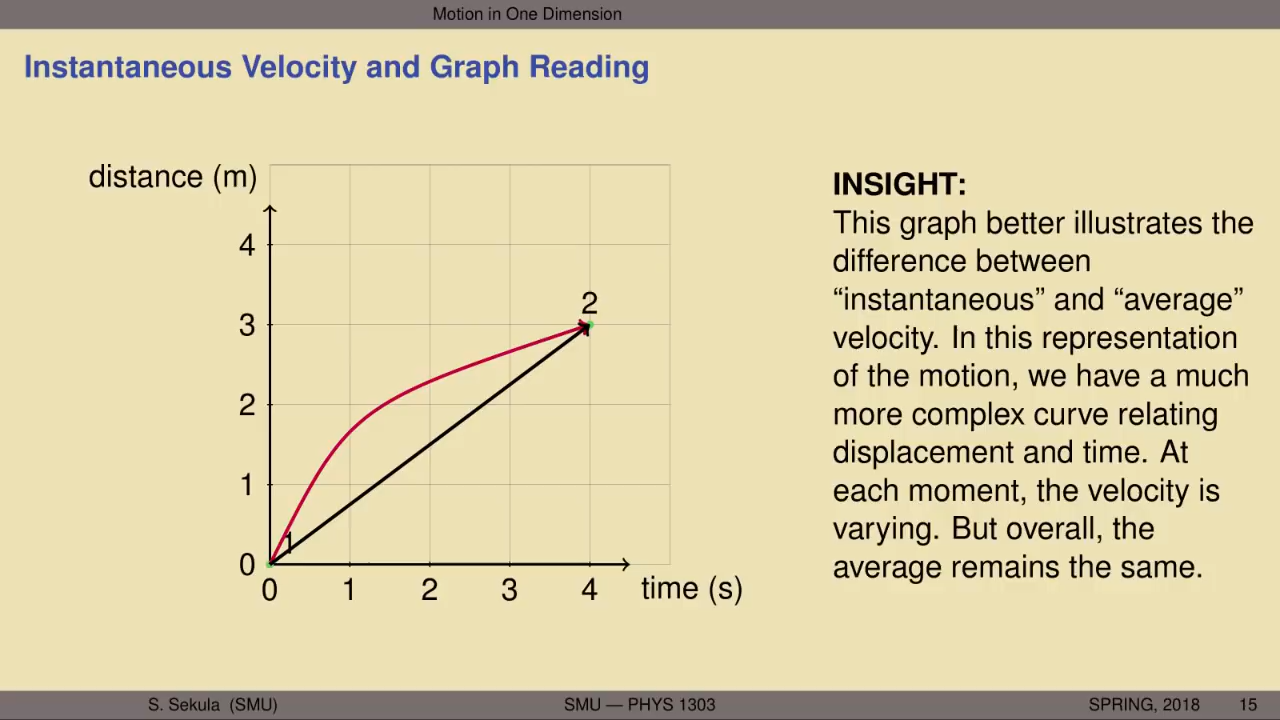 Motion in One Dimension
Instantaneous Velocity and Graph Reading
distance (m)
4
3
2
1
0
0 1 2 3 4
time (s)
1
2
INSIGHT:
This graph better illustrates the
difference between
“instantaneous” and “average”
velocity. In this representation
of the motion, we have a much
more complex curve relating
displacement and time. At
each moment, the velocity is
varying. But overall, the
average remains the same.
S. Sekula (SMU) SMU — PHYS 1303 SPRING, 2018 15